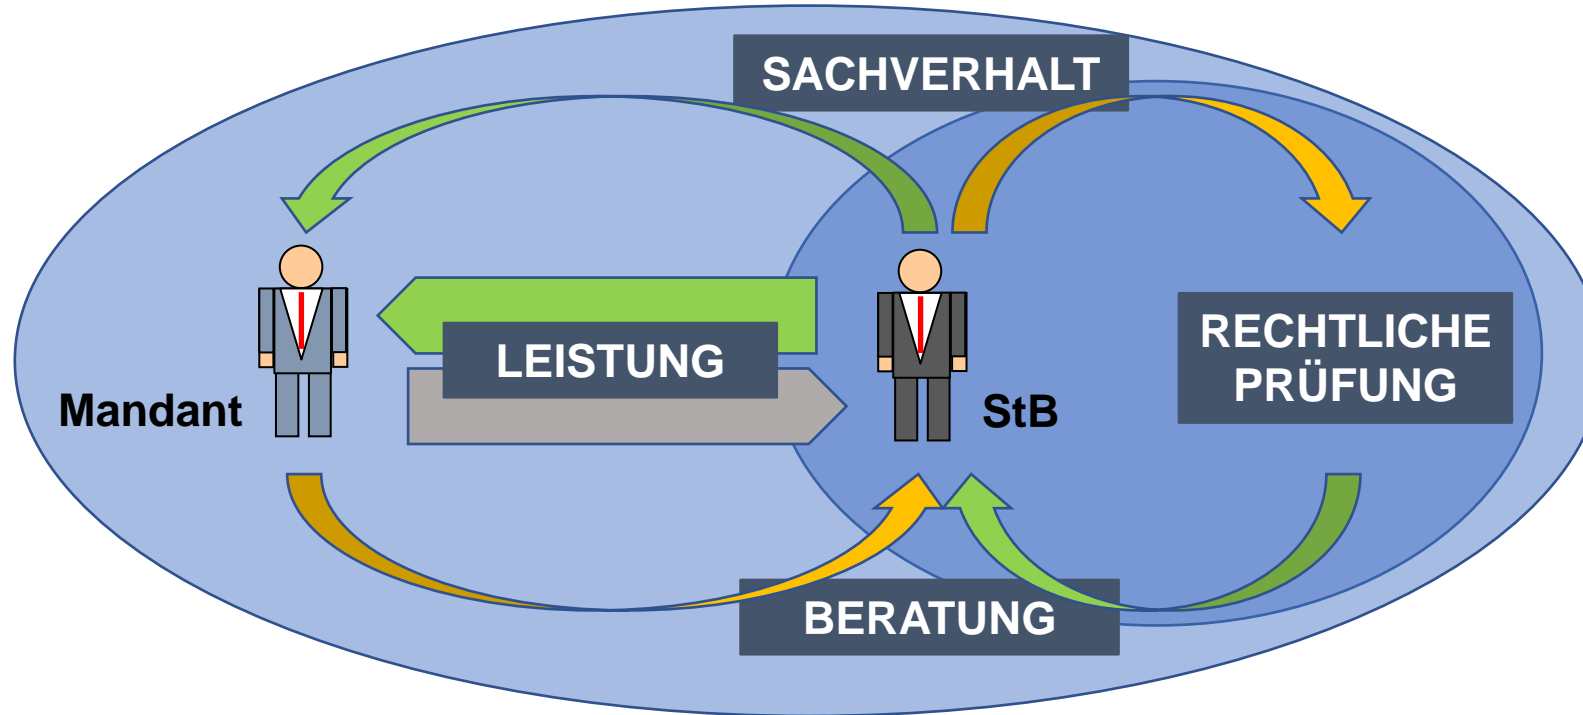 SACHVERHALT
LEISTUNG
RECHTLICHE
PRÜFUNG
Mandant
StB
BERATUNG